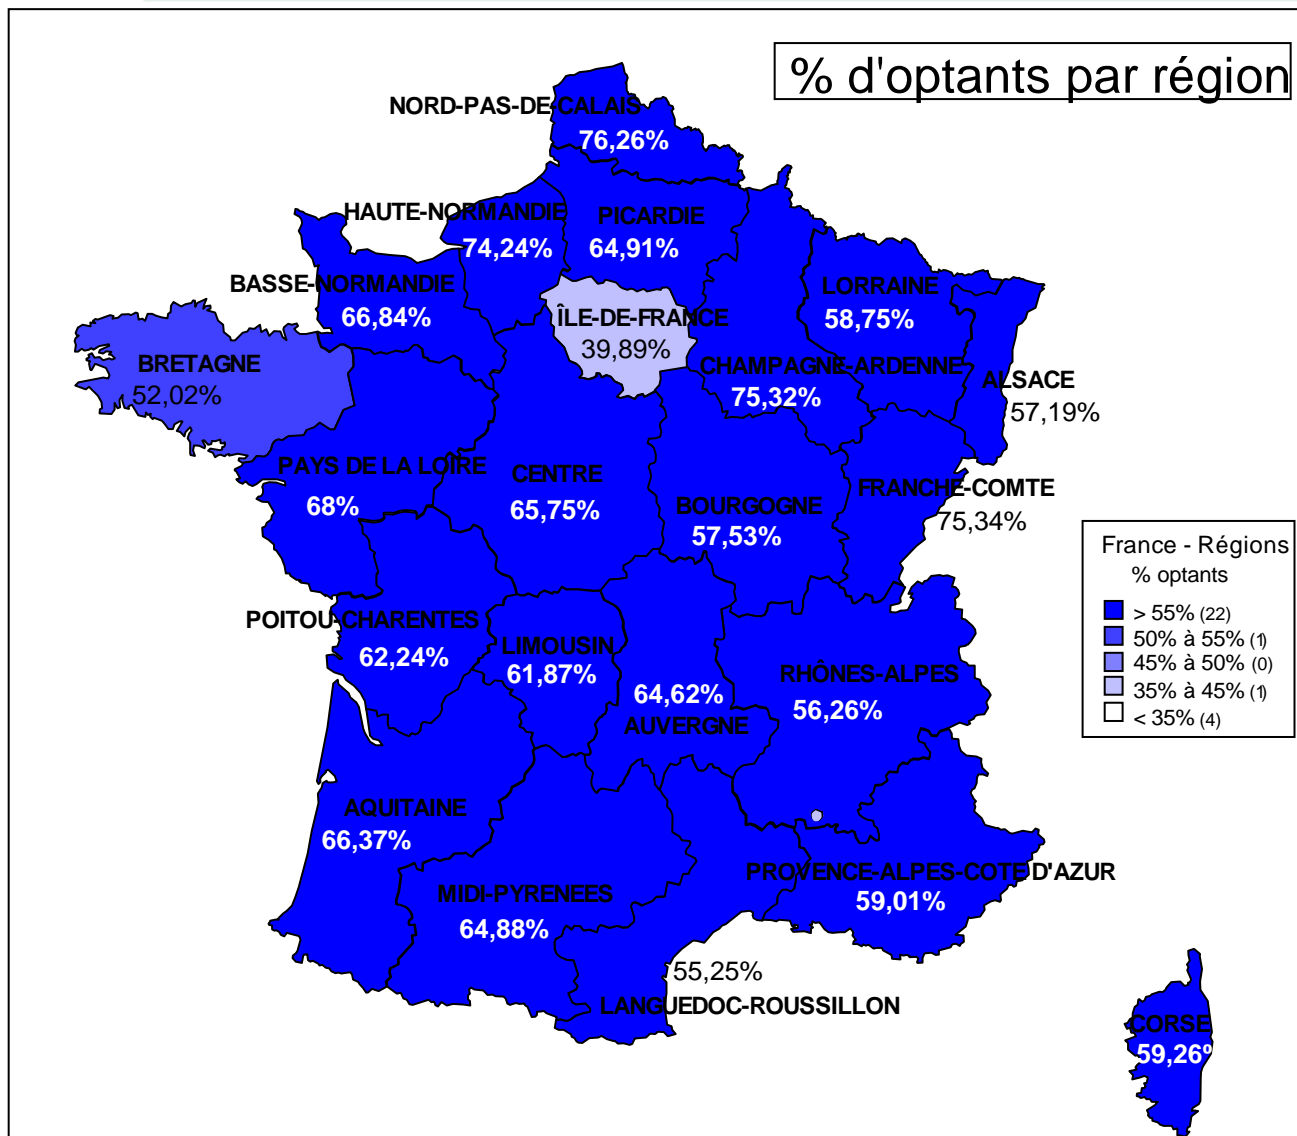 % d'optants par région
NORD-PAS-DE-CALAIS
76,26%
HAUTE-NORMANDIE
74,24%
PICARDIE
64,91%
BASSE-NORMANDIE
66,84%
ÎLE-DE-FRANCE
39,89%
LORRAINE
58,75%
BRETAGNE
52,02%
CHAMPAGNE-ARDENNE
75,32%
ALSACE
57,19%
PAYS DE LA LOIRE
68%
CENTRE
65,75%
BOURGOGNE
57,53%
FRANCHE-COMTE
75,34%
France - Régions
% optants
> 55% (22)
50% à 55% (1)
45% à 50% (0)
35% à 45% (1)
< 35% (4)
POITOU-CHARENTES
62,24%
LIMOUSIN
61,87%
64,62%
AUVERGNE
RHÔNES-ALPES
56,26%
AQUITAINE
66,37%
MIDI-PYRENEES
64,88%
PROVENCE-ALPES-COTE D'AZUR
59,01%
55,25%
LANGUEDOC-ROUSSILLON
CORSE
59,26%